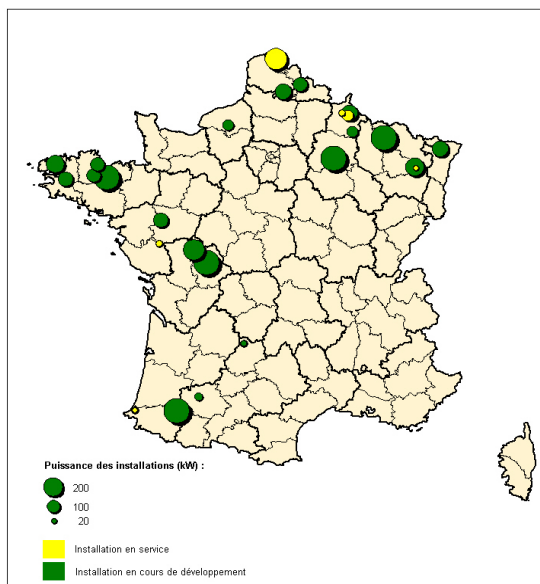 Puissance des installations (kW) :
200
100
20
Installation en service
Installation en cours de développement